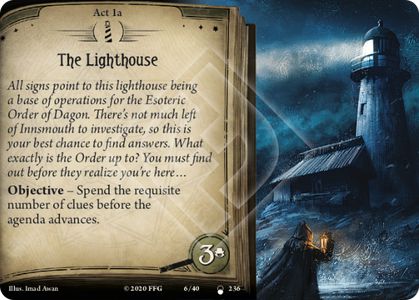 Act 1a
The Lighthouse
All signs point to this lighthouse being
a base of operations for the Esoteric
Order of Dagon. There's not much left
of Innsmouth to investigate, so this is
your best chance to find answers. What
exactly is the Order up to? You must find
out before they realize you're here…
Objective – Spend the requisite
number of clues before the
agenda advances.
3
Illus. Imad Awan
© 2020 FFG
6/40
236